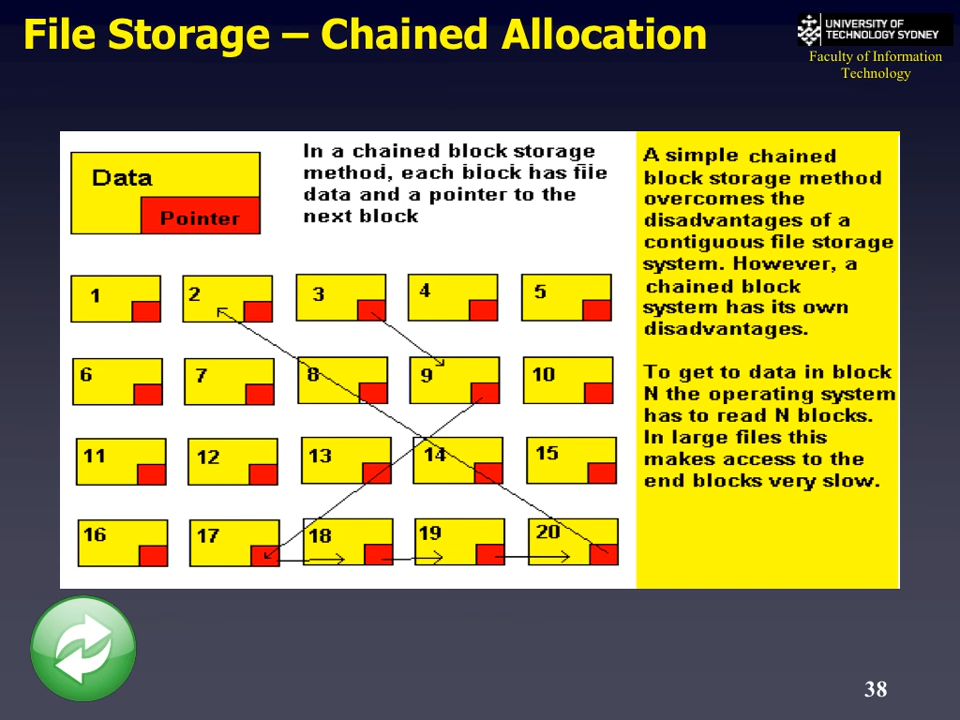 File Storage – Chained Allocation
UNIVERSITY OF
TECHNOLOGY SYDNEY
Faculty of Information
Technology
Data
Pointer
In a chained block storage
method, each block has file
data and a pointer to the
next block
1 2 3 4 5
6 7 8 9 10
11 12 13 14 15
16 17 18 19 20
A simple chained
block storage method
overcomes the
disadvantages of a
contiguous file storage
system. However, a
chained block
system has its own
disadvantages.
To get to data in block
N the operating system
has to read N blocks.
In large files this
makes access to the
end blocks very slow.
38